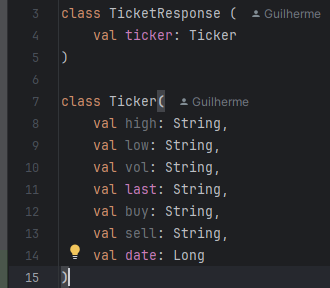 3 class TicketResponse ( Guilherme
4 val ticker: Ticker
5 )
6
7 class Ticker( Guilherme
8 val high: String,
9 val low: String,
10 val vol: String,
11 val last: String,
12 val buy: String,
13 val sell: String,
14 val date: Long
15 )